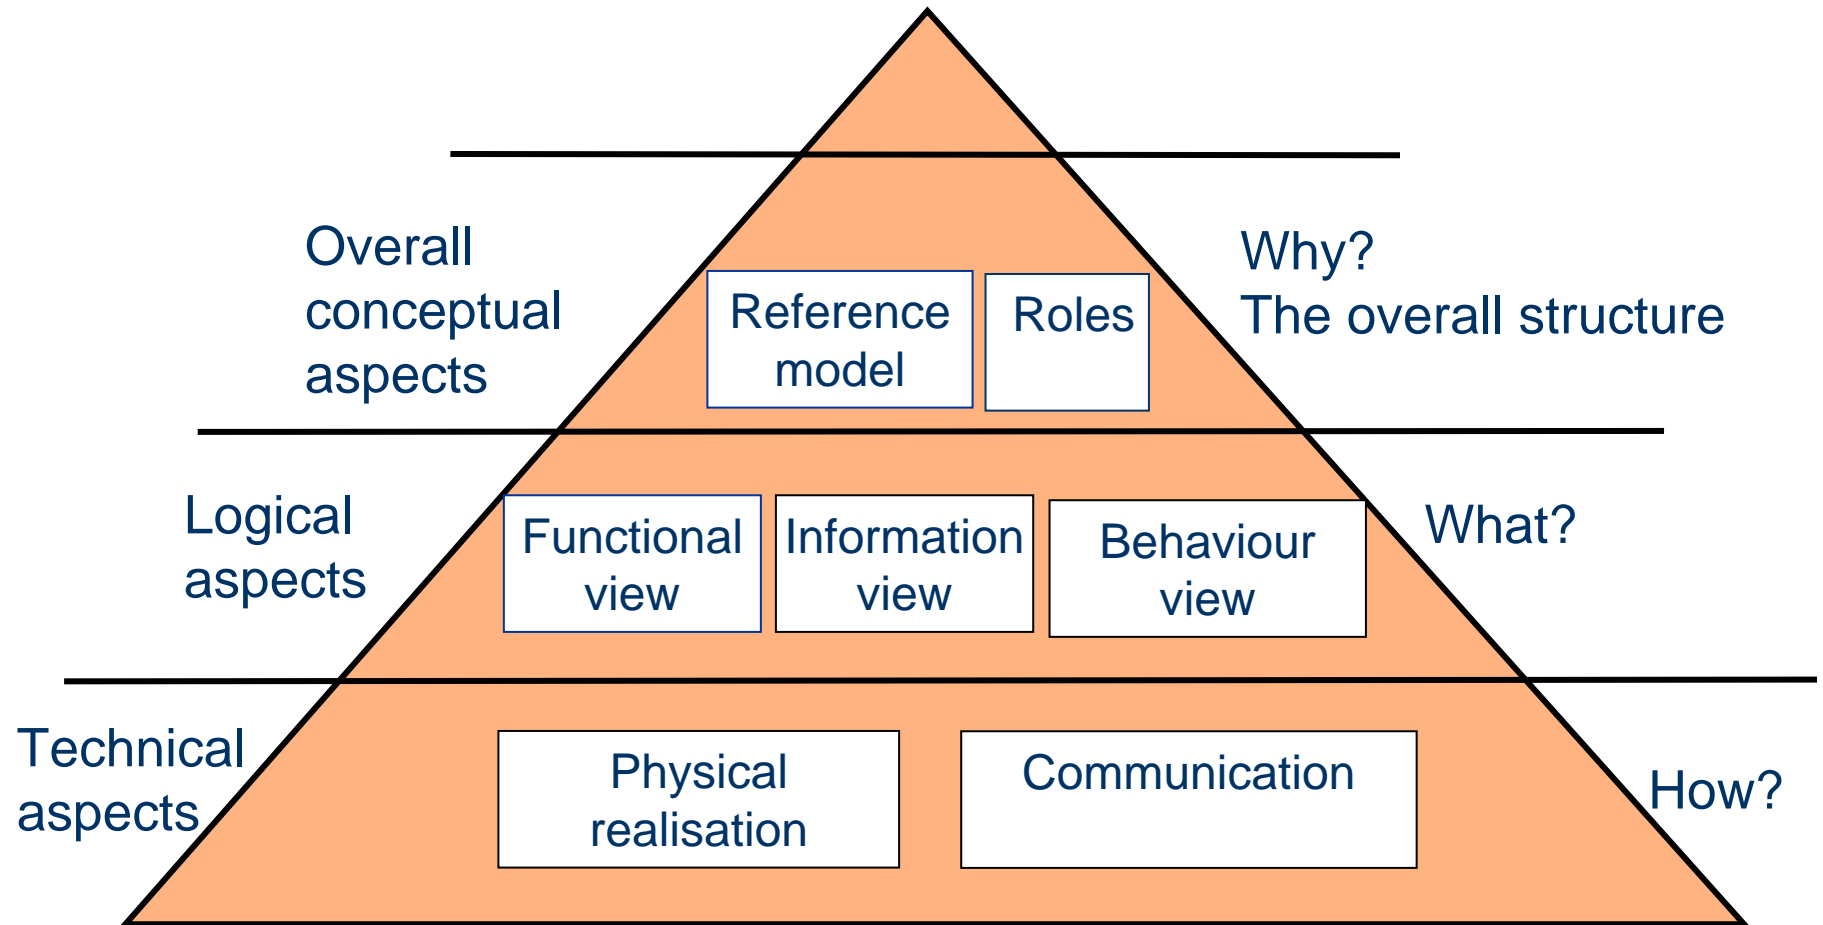 Overall
conceptual
aspects
Reference
model
Roles
Why?
The overall structure
Logical
aspects
Functional
view
Information
view
Behaviour
view
What?
Technical
aspects
Physical
realisation
Communication
How?